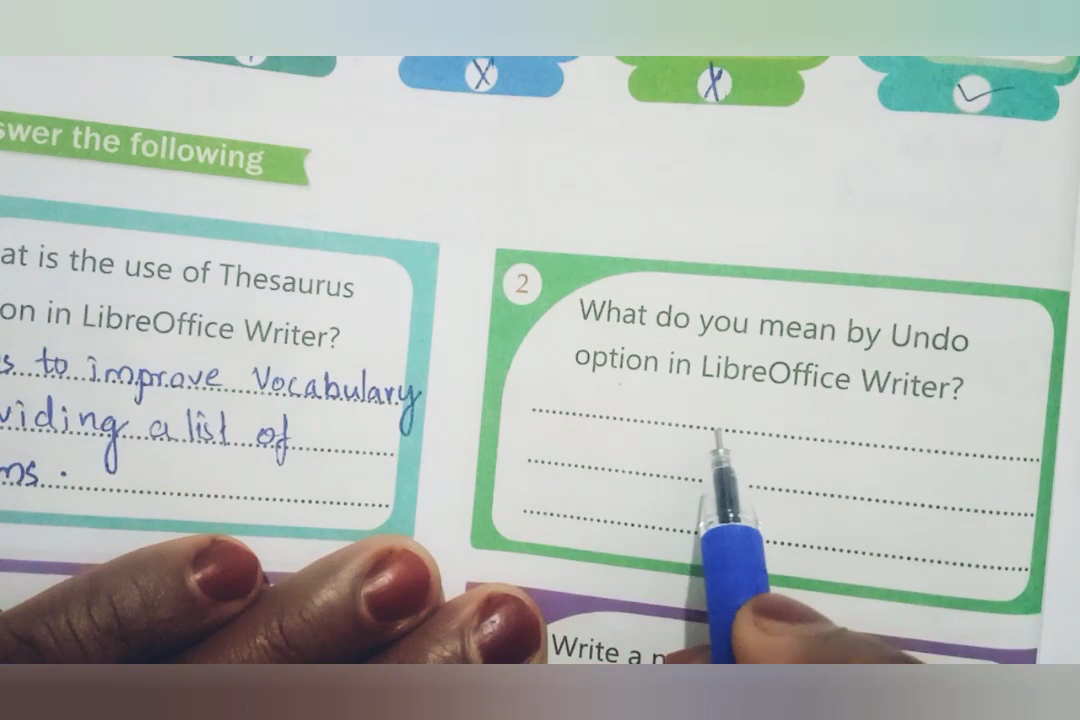 swer the following
at is the use of Thesaurus
on in LibreOffice Writer?
s to improve Vocabulary
viding a list of
ms.
2
What do you mean by Undo
option in LibreOffice Writer?
Write a